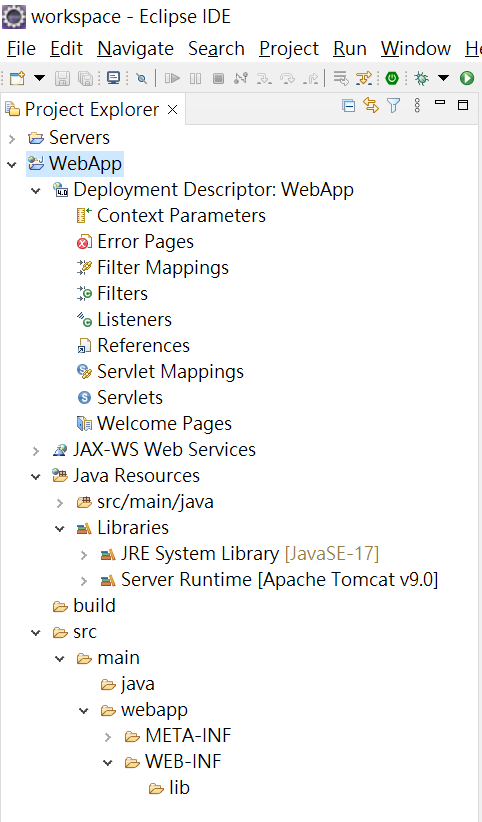 workspace - Eclipse IDE
File Edit Navigate Search Project Run Window
Project Explorer
Servers
WebApp
4.0 Deployment Descriptor: WebApp
Context Parameters
Error Pages
Filter Mappings
Filters
Listeners
References
Servlet Mappings
Servlets
Welcome Pages
JAX-WS Web Services
Java Resources
src/main/java
Libraries
JRE System Library [JavaSE-17]
Server Runtime [Apache Tomcat v9.0]
build
src
main
java
webapp
META-INF
WEB-INF
lib